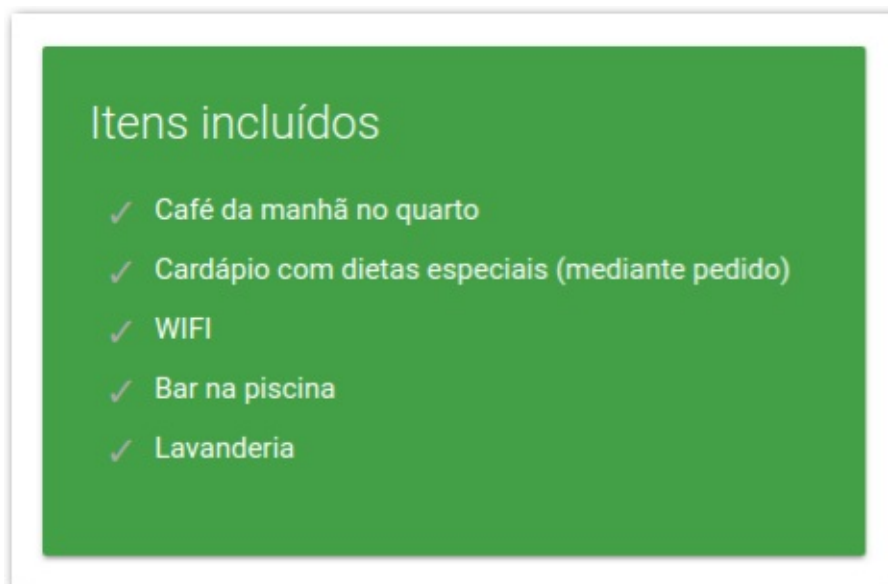 Itens incluídos
✓ Café da manhã no quarto
✓ Cardápio com dietas especiais (mediante pedido)
✓ WIFI
✓ Bar na piscina
✓ Lavanderia